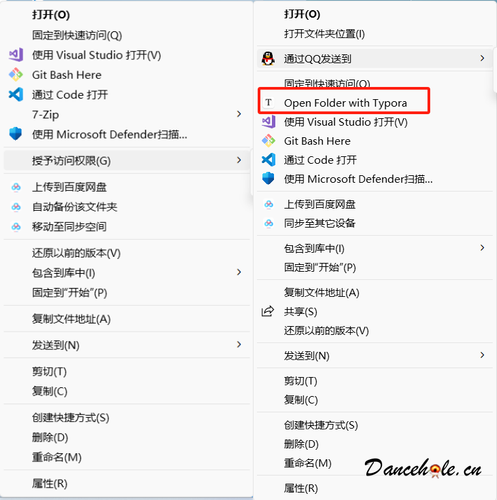 打开(O)
固定到快速访问(Q)
使用 Visual Studio 打开(V)
Git Bash Here
通过 Code 打开
7-Zip
使用 Microsoft Defender扫描...
授予访问权限(G)
上传到百度网盘
自动备份该文件夹
移动至同步空间
还原以前的版本(V)
包含到库中(I)
固定到"开始"(P)
复制文件地址(A)
发送到(N)
剪切(T)
复制(C)
创建快捷方式(S)
删除(D)
重命名(M)
属性(R)
打开(O)
打开文件夹位置(I)
通过QQ发送到
固定到快速访问(Q)
T Open Folder with Typora
使用 Visual Studio 打开(V)
Git Bash Here
通过 Code 打开
使用 Microsoft Defender扫描...
上传到百度网盘
同步至其它设备
包含到库中(I)
固定到"开始"(P)
复制文件地址(A)
共享(S)
还原以前的版本(V)
发送到(N)
剪切(T)
复制(C)
创建快捷方式(S)
删除(D)
重命名(M)
属性(R)
Dancehole.cn